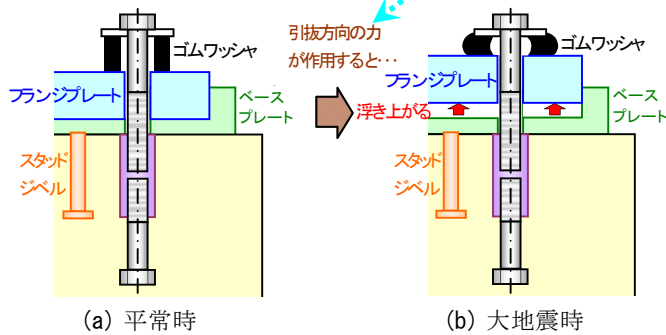 ゴムワッシャ
フランジプレート
ベース
プレート
スタッド
ジベル
(a) 平常時
引抜方向の力
が作用すると･･･
浮き上がる
ゴムワッシャ
フランジプレート
ベース
プレート
スタッド
ジベル
(b) 大地震時